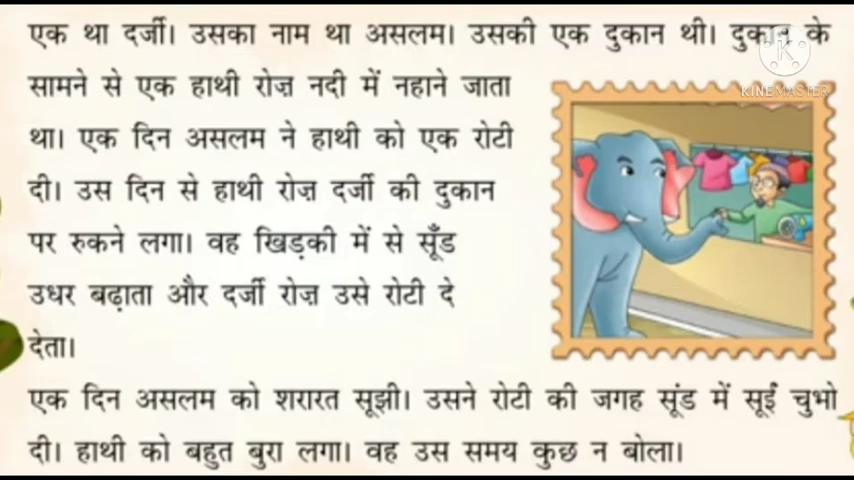 एक था दर्जी। उसका नाम था असलम। उसकी एक दुकान थी। दुकान के
सामने से एक हाथी रोज़ नदी में नहाने जाता
था। एक दिन असलम ने हाथी को एक रोटी
दी। उस दिन से हाथी रोज़ दर्जी की दुकान
पर रुकने लगा। वह खिड़की में से सूँड
उधर बढ़ाता और दर्जी रोज़ उसे रोटी दे
देता।
एक दिन असलम को शरारत सूझी। उसने रोटी की जगह सूंड में सूईं चुभो
दी। हाथी को बहुत बुरा लगा। वह उस समय कुछ न बोला।
K
KINEMASTER